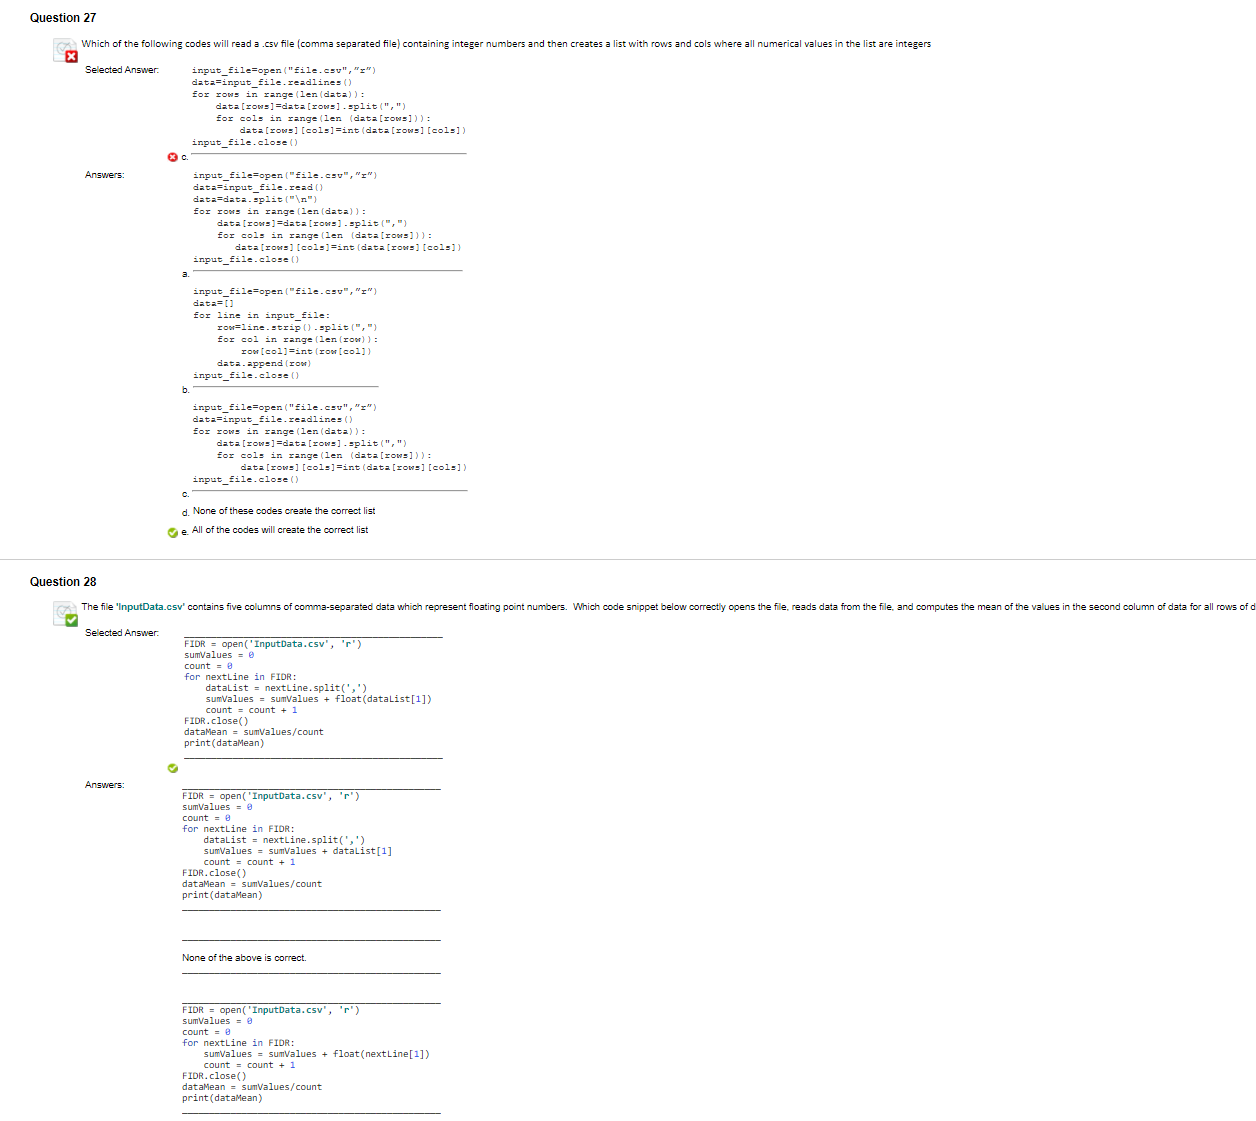 Question 27
Which of the following codes will read a .csv file (comma separated file) containing integer numbers and then creates a list with rows and cols where all numerical values in the list are integers
Selected Answer:
input_file=open("file.csv","r")
data=input_file.readlines()
for rows in range(len(data)):
    data[rows]=data[rows].split(",")
    for cols in range(len (data[rows])):
        data[rows][cols]=int(data[rows][cols])
input_file.close()
c.
Answers:
input_file=open("file.csv","r")
data=input_file.read()
data=data.split("\n")
for rows in range(len(data)):
    data[rows]=data[rows].split(",")
    for cols in range(len (data[rows])):
       data[rows][cols]=int(data[rows][cols])
input_file.close()
a.
input_file=open("file.csv","r")
data=[]
for line in input_file:
    row=line.strip().split(",")
    for col in range(len(row)):
        row[col]=int(row[col])
    data.append(row)
input_file.close()
b.
input_file=open("file.csv","r")
data=input_file.readlines()
for rows in range(len(data)):
    data[rows]=data[rows].split(",")
    for cols in range(len (data[rows])):
        data[rows][cols]=int(data[rows][cols])
input_file.close()
c.
d. None of these codes create the correct list
e. All of the codes will create the correct list
Question 28
The file 'InputData.csv' contains five columns of comma-separated data which represent floating point numbers. Which code snippet below correctly opens the file, reads data from the file, and computes the mean of the values in the second column of data for all rows of d
Selected Answer:
FIDR = open('InputData.csv', 'r')
sumValues = 0
count = 0
for nextLine in FIDR:
    dataList = nextLine.split(',')
    sumValues = sumValues + float(dataList[1])
    count = count + 1
FIDR.close()
dataMean = sumValues/count
print(dataMean)
Answers:
FIDR = open('InputData.csv', 'r')
sumValues = 0
count = 0
for nextLine in FIDR:
    dataList = nextLine.split(',')
    sumValues = sumValues + dataList[1]
    count = count + 1
FIDR.close()
dataMean = sumValues/count
print(dataMean)
None of the above is correct.
FIDR = open('InputData.csv', 'r')
sumValues = 0
count = 0
for nextLine in FIDR:
    sumValues = sumValues + float(nextLine[1])
    count = count + 1
FIDR.close()
dataMean = sumValues/count
print(dataMean)